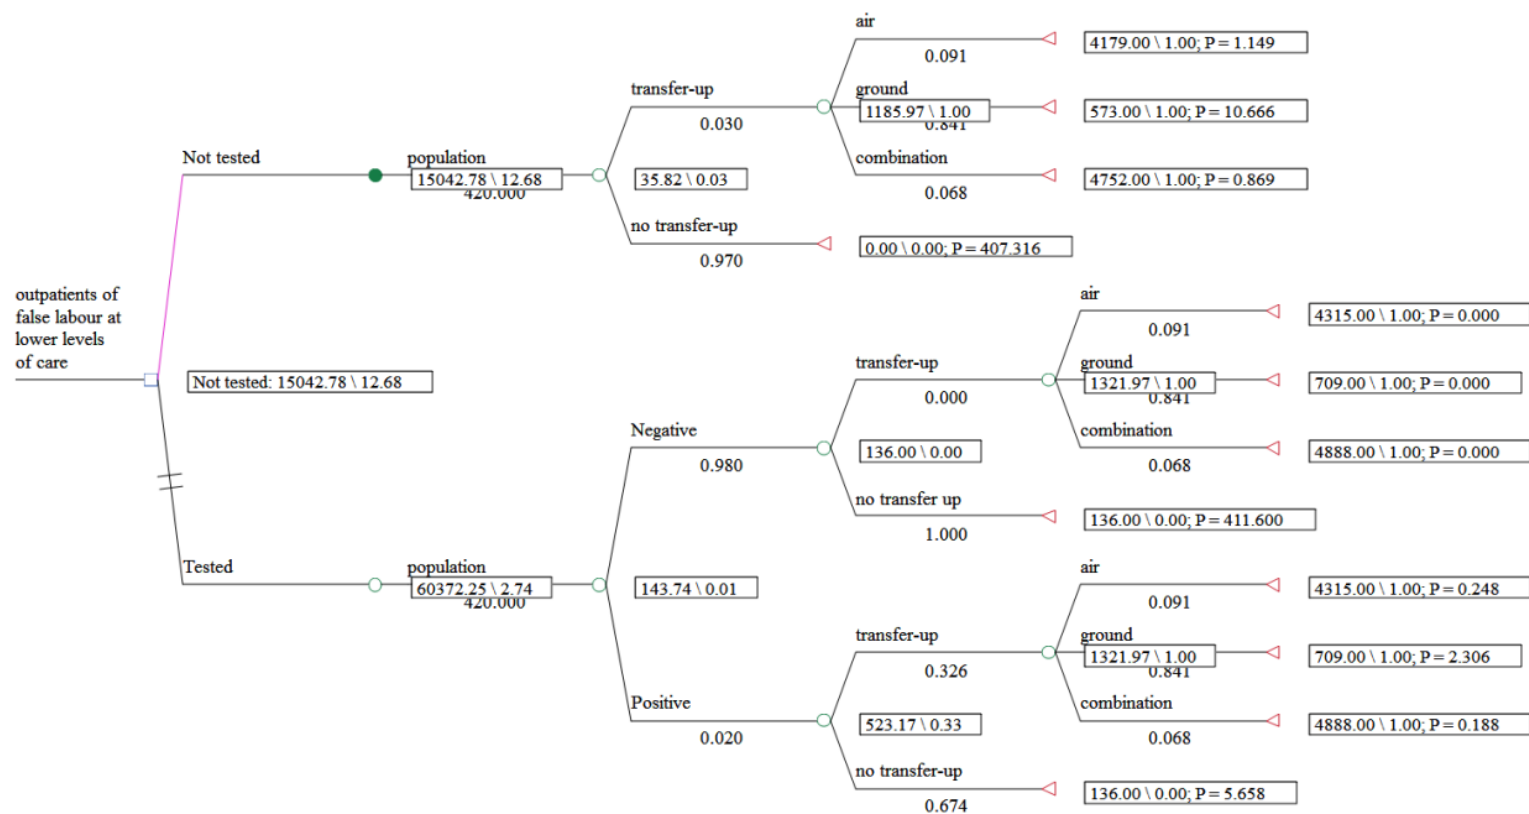 air
4179.00 \ 1.00; P = 1.149
0.091
transfer-up
ground
1185.97 \ 1.00
573.00 \ 1.00; P = 10.666
0.030
0.841
Not tested
population
combination
15042.78 \ 12.68
35.82 \ 0.03
4752.00 \ 1.00; P = 0.869
420.000
0.068
no transfer-up
0.00 \ 0.00; P = 407.316
0.970
outpatients of
false labour at
lower levels
of care
Not tested: 15042.78 \ 12.68
air
4315.00 \ 1.00; P = 0.000
0.091
transfer-up
ground
1321.97 \ 1.00
709.00 \ 1.00; P = 0.000
0.000
0.841
Negative
combination
136.00 \ 0.00
4888.00 \ 1.00; P = 0.000
0.980
0.068
no transfer up
136.00 \ 0.00; P = 411.600
1.000
Tested
population
air
60372.25 \ 2.74
143.74 \ 0.01
4315.00 \ 1.00; P = 0.248
420.000
0.091
transfer-up
ground
1321.97 \ 1.00
709.00 \ 1.00; P = 2.306
0.326
0.841
Positive
combination
523.17 \ 0.33
4888.00 \ 1.00; P = 0.188
0.020
0.068
no transfer-up
136.00 \ 0.00; P = 5.658
0.674